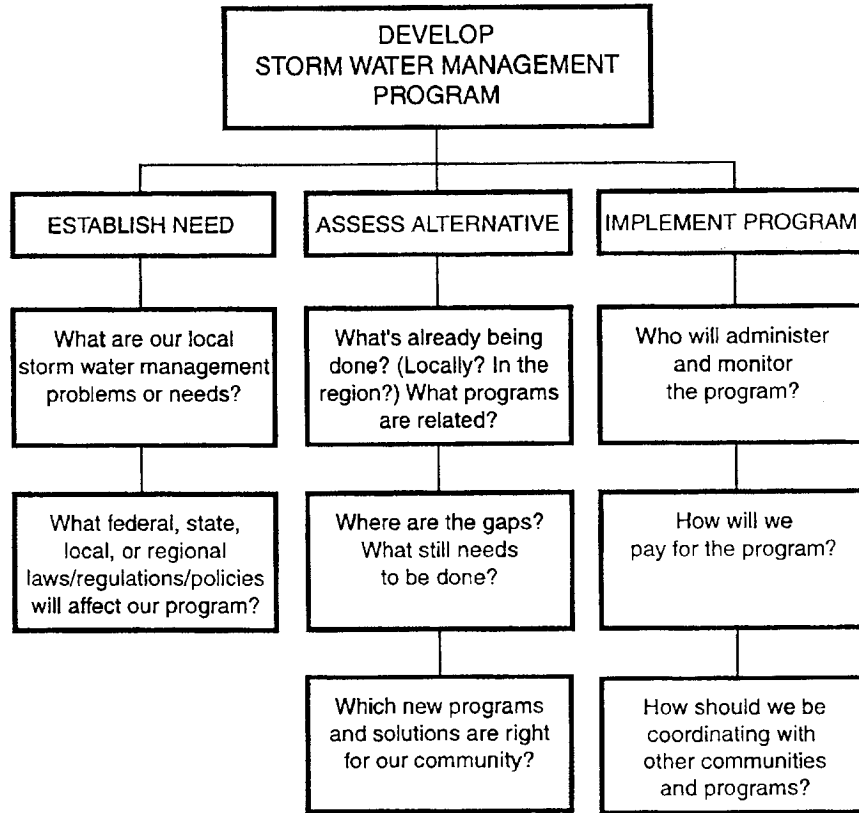 DEVELOP
STORM WATER MANAGEMENT
PROGRAM
ESTABLISH NEED
What are our local
storm water management
problems or needs?
What federal, state,
local, or regional
laws/regulations/policies
will affect our program?
ASSESS ALTERNATIVE
What's already being
done? (Locally? In the
region?) What programs
are related?
Where are the gaps?
What still needs
to be done?
Which new programs
and solutions are right
for our community?
IMPLEMENT PROGRAM
Who will administer
and monitor
the program?
How will we
pay for the program?
How should we be
coordinating with
other communities
and programs?